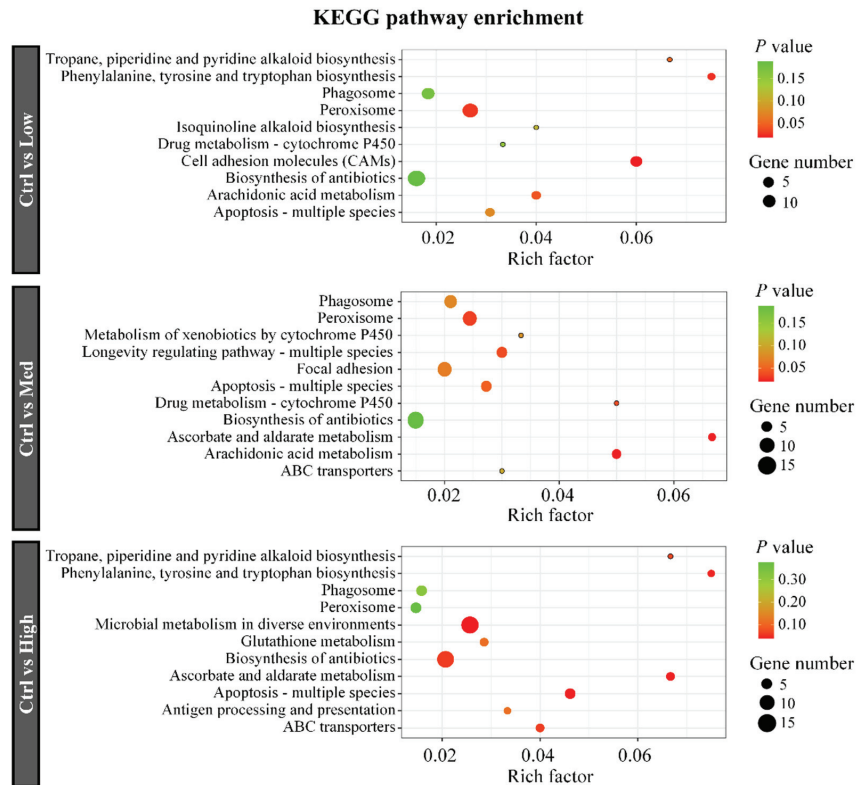 KEGG pathway enrichment
Ctrl vs Low
Tropane, piperidine and pyridine alkaloid biosynthesis
Phenylalanine, tyrosine and tryptophan biosynthesis
Phagosome
Peroxisome
Isoquinoline alkaloid biosynthesis
Drug metabolism - cytochrome P450
Cell adhesion molecules (CAMs)
Biosynthesis of antibiotics
Arachidonic acid metabolism
Apoptosis - multiple species
0.02 0.04 0.06
Rich factor
P value
0.15
0.10
0.05
Gene number
5
10
Ctrl vs Med
Phagosome
Peroxisome
Metabolism of xenobiotics by cytochrome P450
Longevity regulating pathway - multiple species
Focal adhesion
Apoptosis - multiple species
Drug metabolism - cytochrome P450
Biosynthesis of antibiotics
Ascorbate and aldarate metabolism
Arachidonic acid metabolism
ABC transporters
0.02 0.04 0.06
Rich factor
P value
0.15
0.10
0.05
Gene number
5
10
15
Ctrl vs High
Tropane, piperidine and pyridine alkaloid biosynthesis
Phenylalanine, tyrosine and tryptophan biosynthesis
Phagosome
Peroxisome
Microbial metabolism in diverse environments
Glutathione metabolism
Biosynthesis of antibiotics
Ascorbate and aldarate metabolism
Apoptosis - multiple species
Antigen processing and presentation
ABC transporters
0.02 0.04 0.06
Rich factor
P value
0.30
0.20
0.10
Gene number
5
10
15